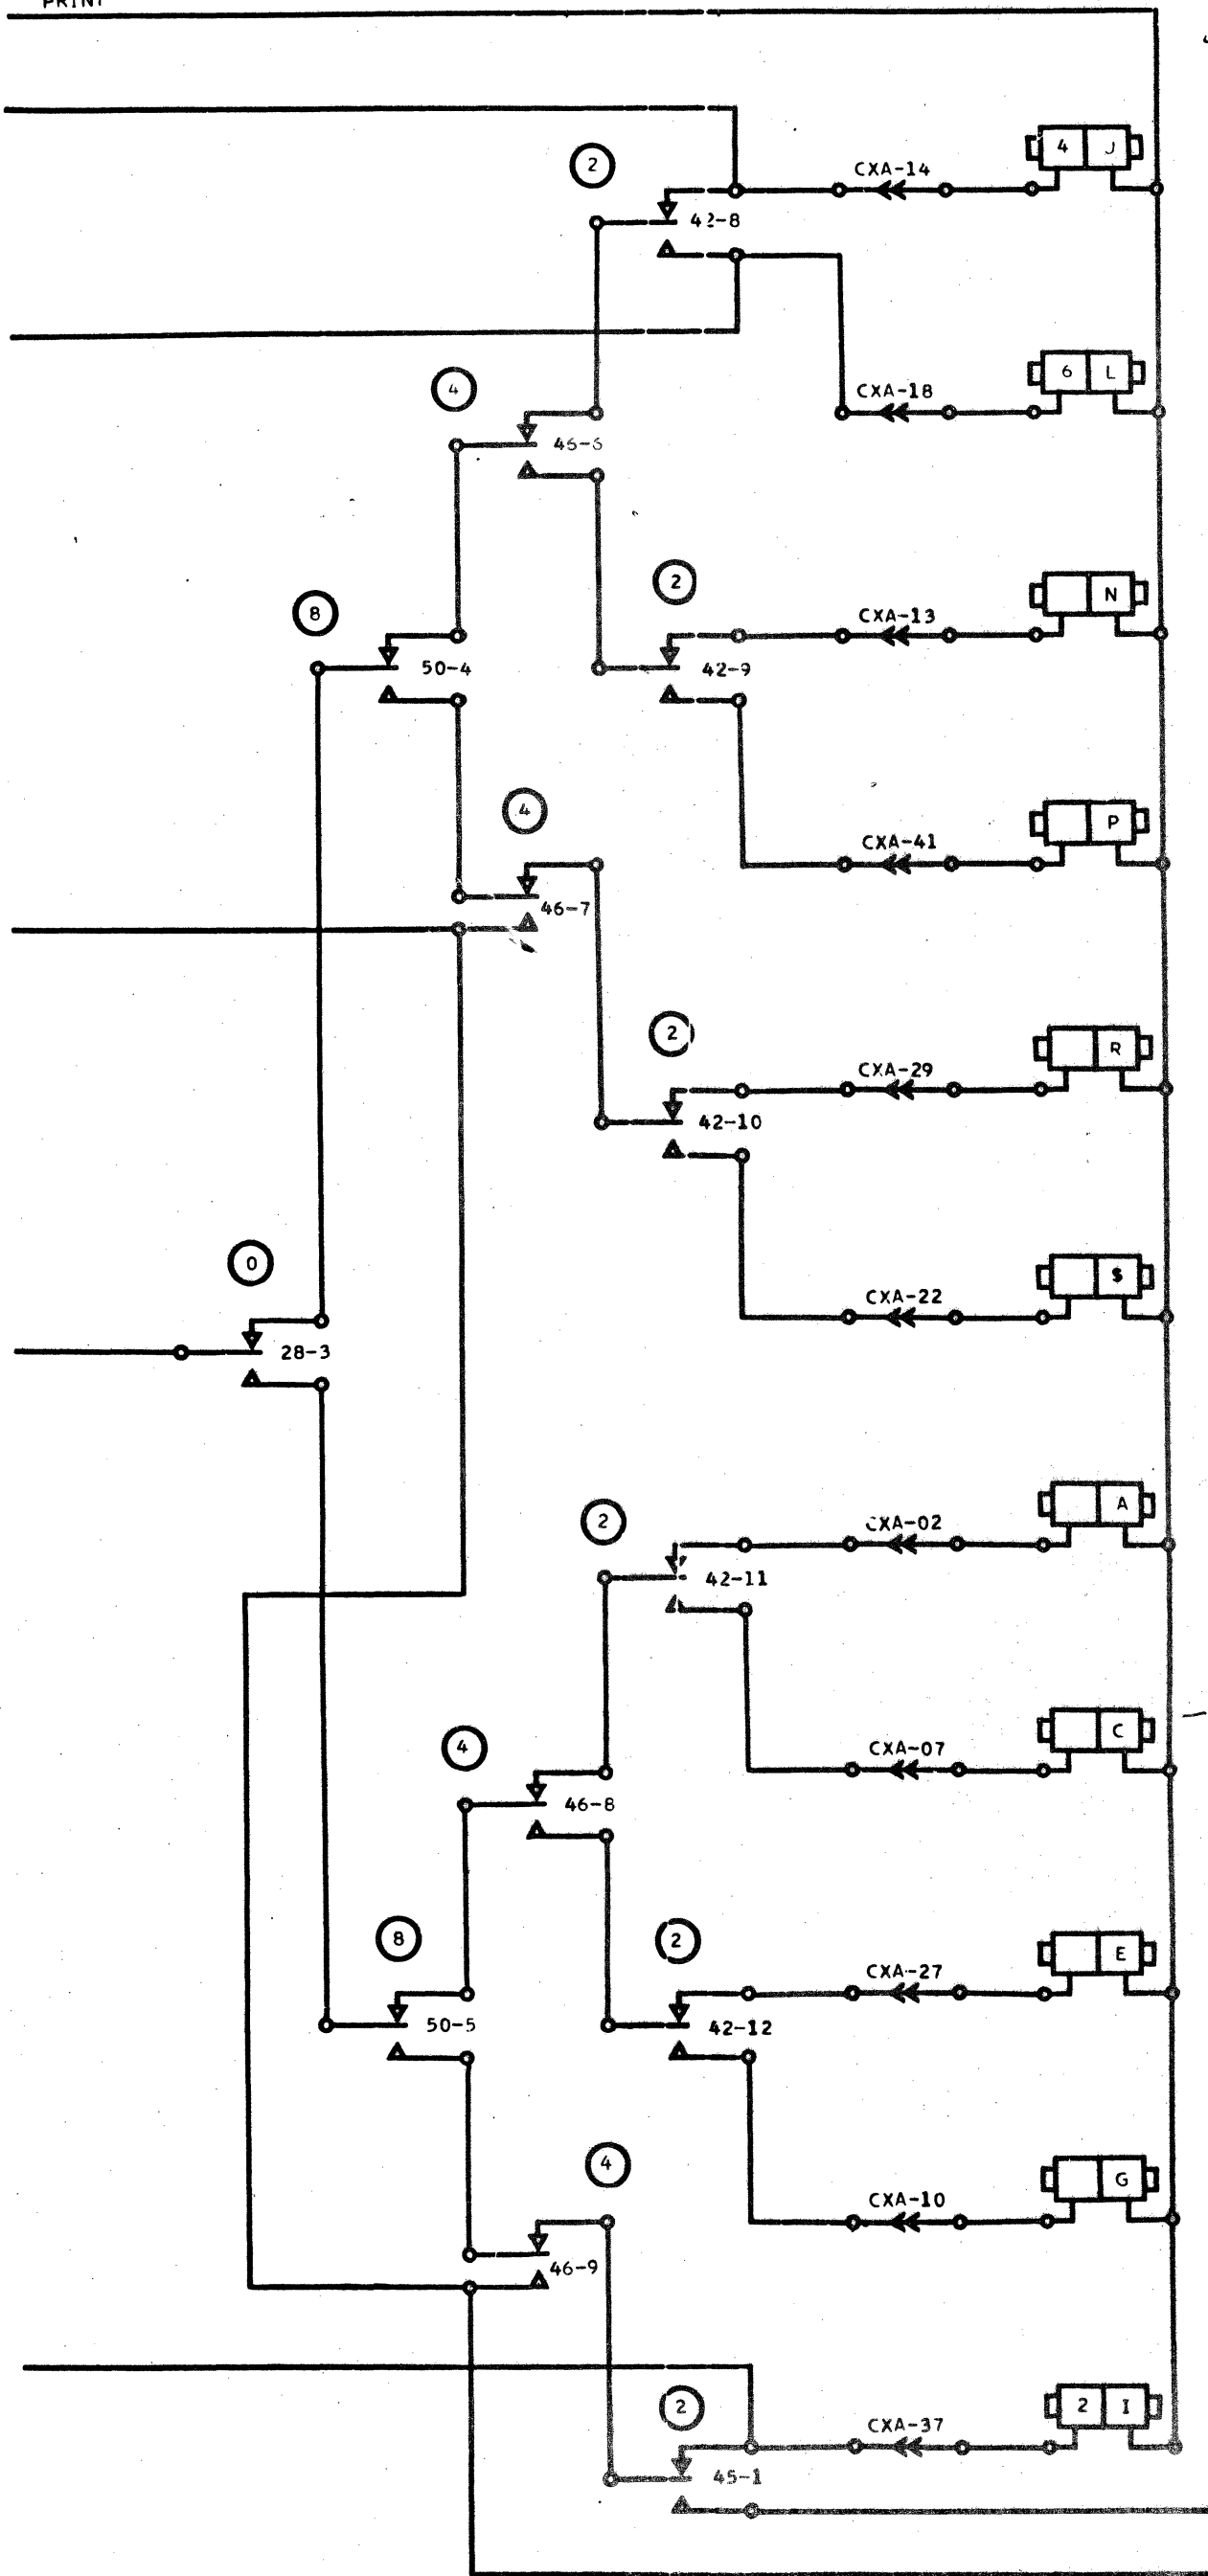 PRINT
4 J
CXA-14
2
42-8
6 L
CXA-18
4
46-6
N
2
CXA-13
8
42-9
50-4
P
4
CXA-41
46-7
R
2
CXA-29
42-10
0
$
CXA-22
28-3
A
2
CXA-02
42-11
C
4
CXA-07
46-8
8
2
E
CXA-27
50-5
42-12
4
G
CXA-10
46-9
2
2 I
CXA-37
45-1